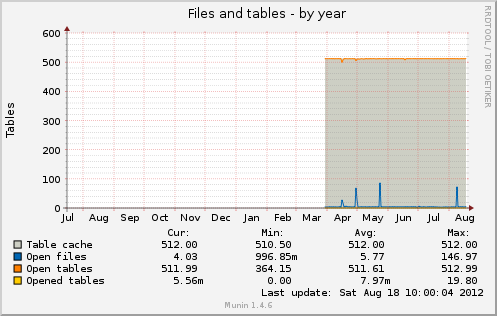 Files and tables - by year
RRDTOOL / TOBI OETIKER
Tables
600
500
400
300
200
100
0
Jul Aug Sep Oct Nov Dec Jan Feb Mar Apr May Jun Jul Aug
Cur: Min: Avg: Max:
Table cache 512.00 510.50 512.00 512.00
Open files 4.03 996.85m 5.77 146.97
Open tables 511.99 364.15 511.61 512.99
Opened tables 5.56m 0.00 7.97m 19.80
Last update: Sat Aug 18 10:00:04 2012
Munin 1.4.6